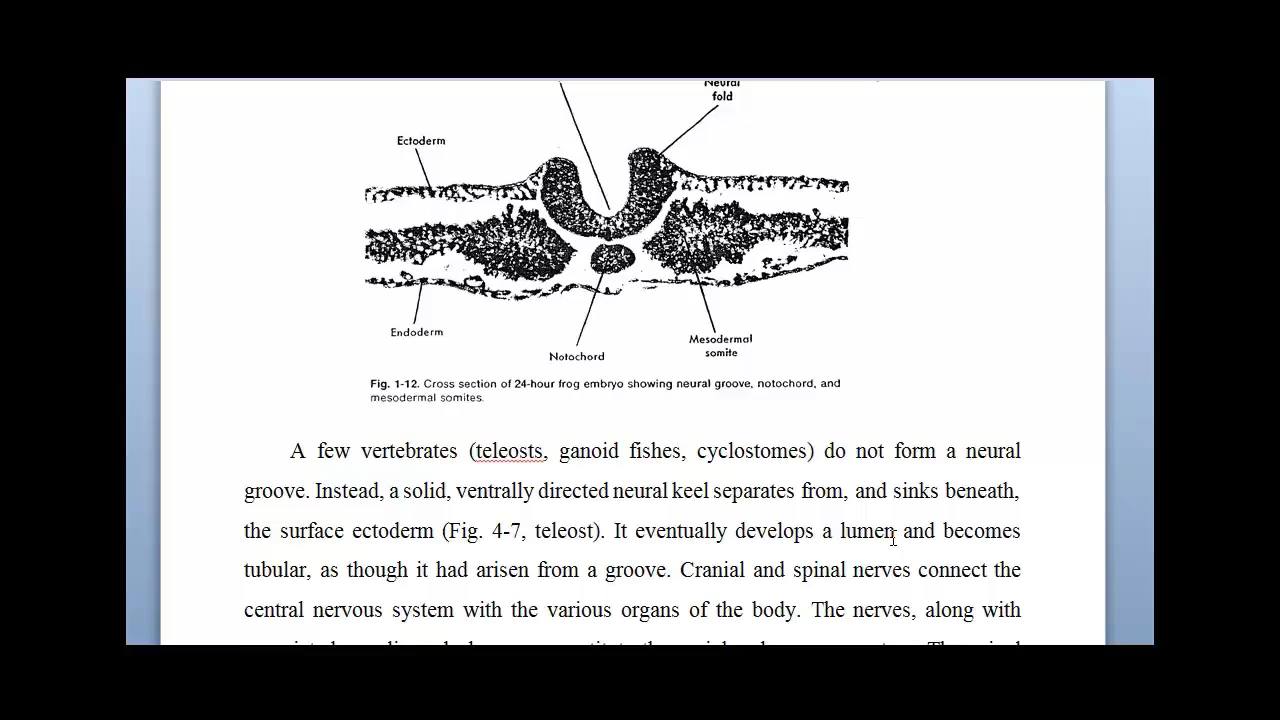 Neural
fold
Ectoderm
Endoderm
Mesodermal
somite
Notochord
Fig. 1-12. Cross section of 24-hour frog embryo showing neural groove, notochord, and
mesodermal somites.
A few vertebrates (teleosts, ganoid fishes, cyclostomes) do not form a neural
groove. Instead, a solid, ventrally directed neural keel separates from, and sinks beneath,
the surface ectoderm (Fig. 4-7, teleost). It eventually develops a lumen and becomes
tubular, as though it had arisen from a groove. Cranial and spinal nerves connect the
central nervous system with the various organs of the body. The nerves, along with